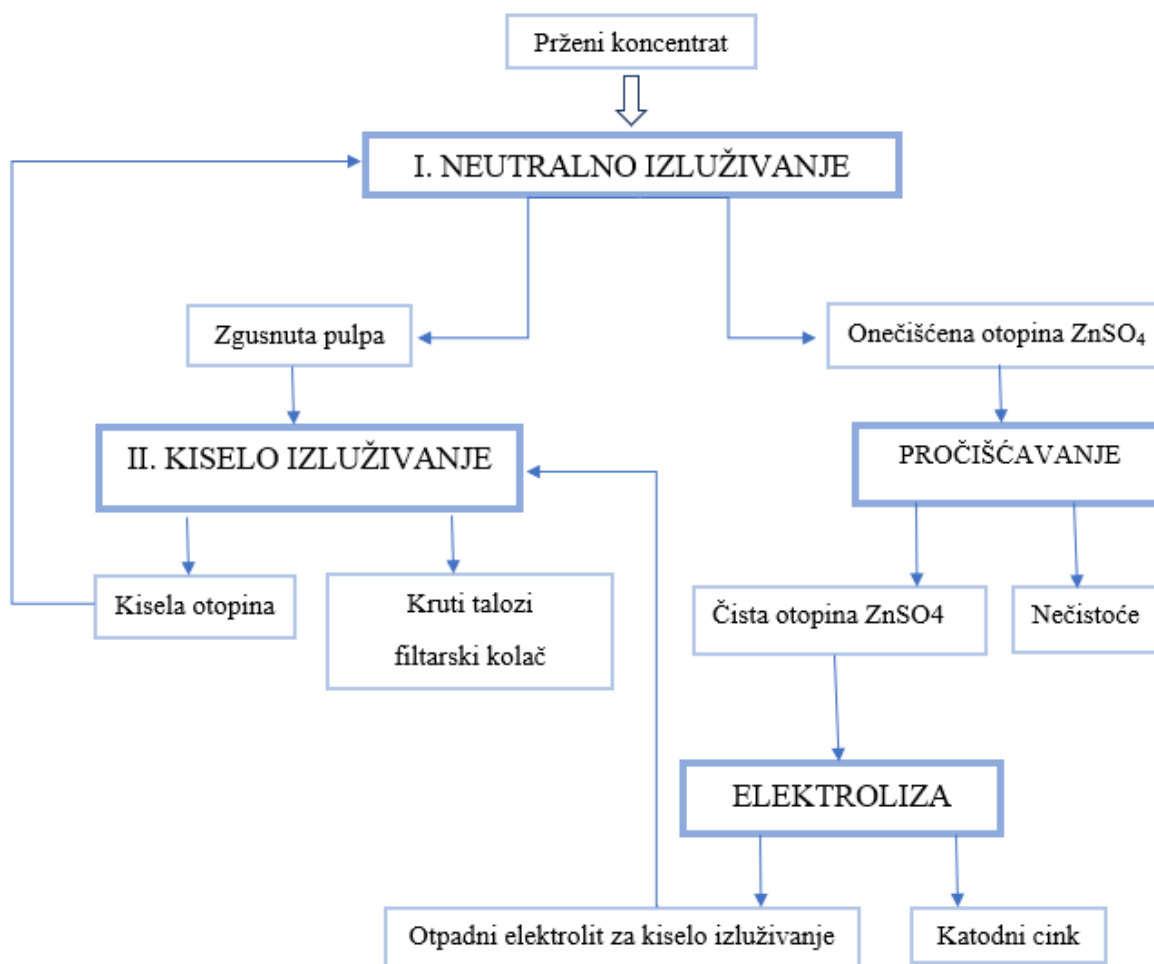 Prženi koncentrat
I. NEUTRALNO IZLUŽIVANJE
Zgusnuta pulpa
Onečišćena otopina ZnSO₄
II. KISELO IZLUŽIVANJE
PROČIŠĆAVANJE
Kisela otopina
Kruti talozi
filtarski kolač
Čista otopina ZnSO4
Nečistoće
ELEKTROLIZA
Otpadni elektrolit za kiselo izluživanje
Katodni cink